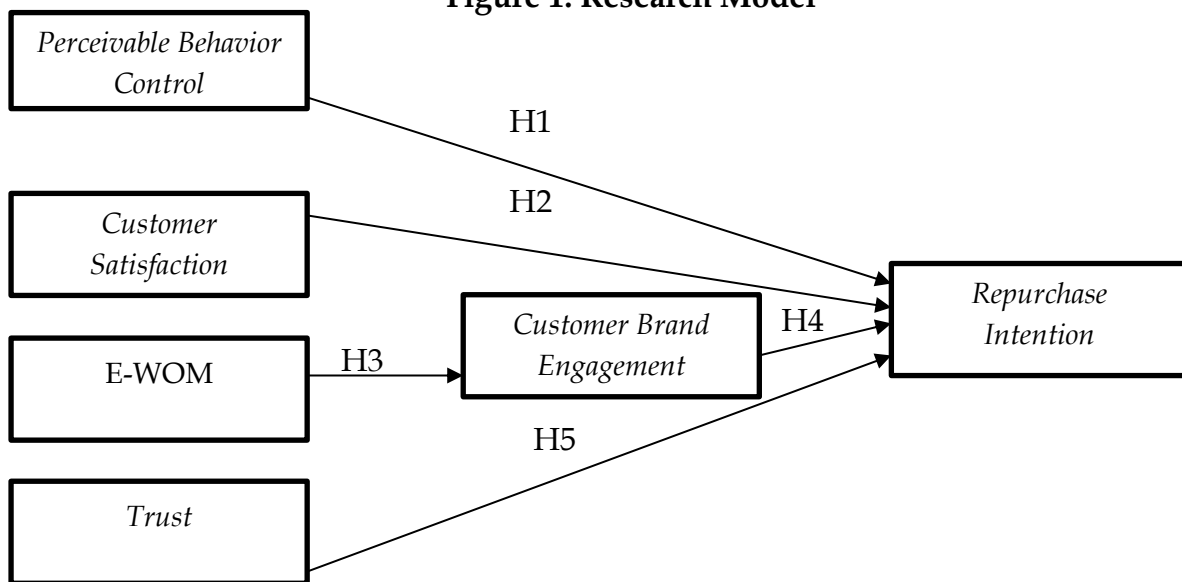 Figure 1. Research Model
Perceivable Behavior
Control
H1
H2
Customer
Satisfaction
Repurchase
Intention
Customer Brand
Engagement
H4
E-WOM
H3
H5
Trust